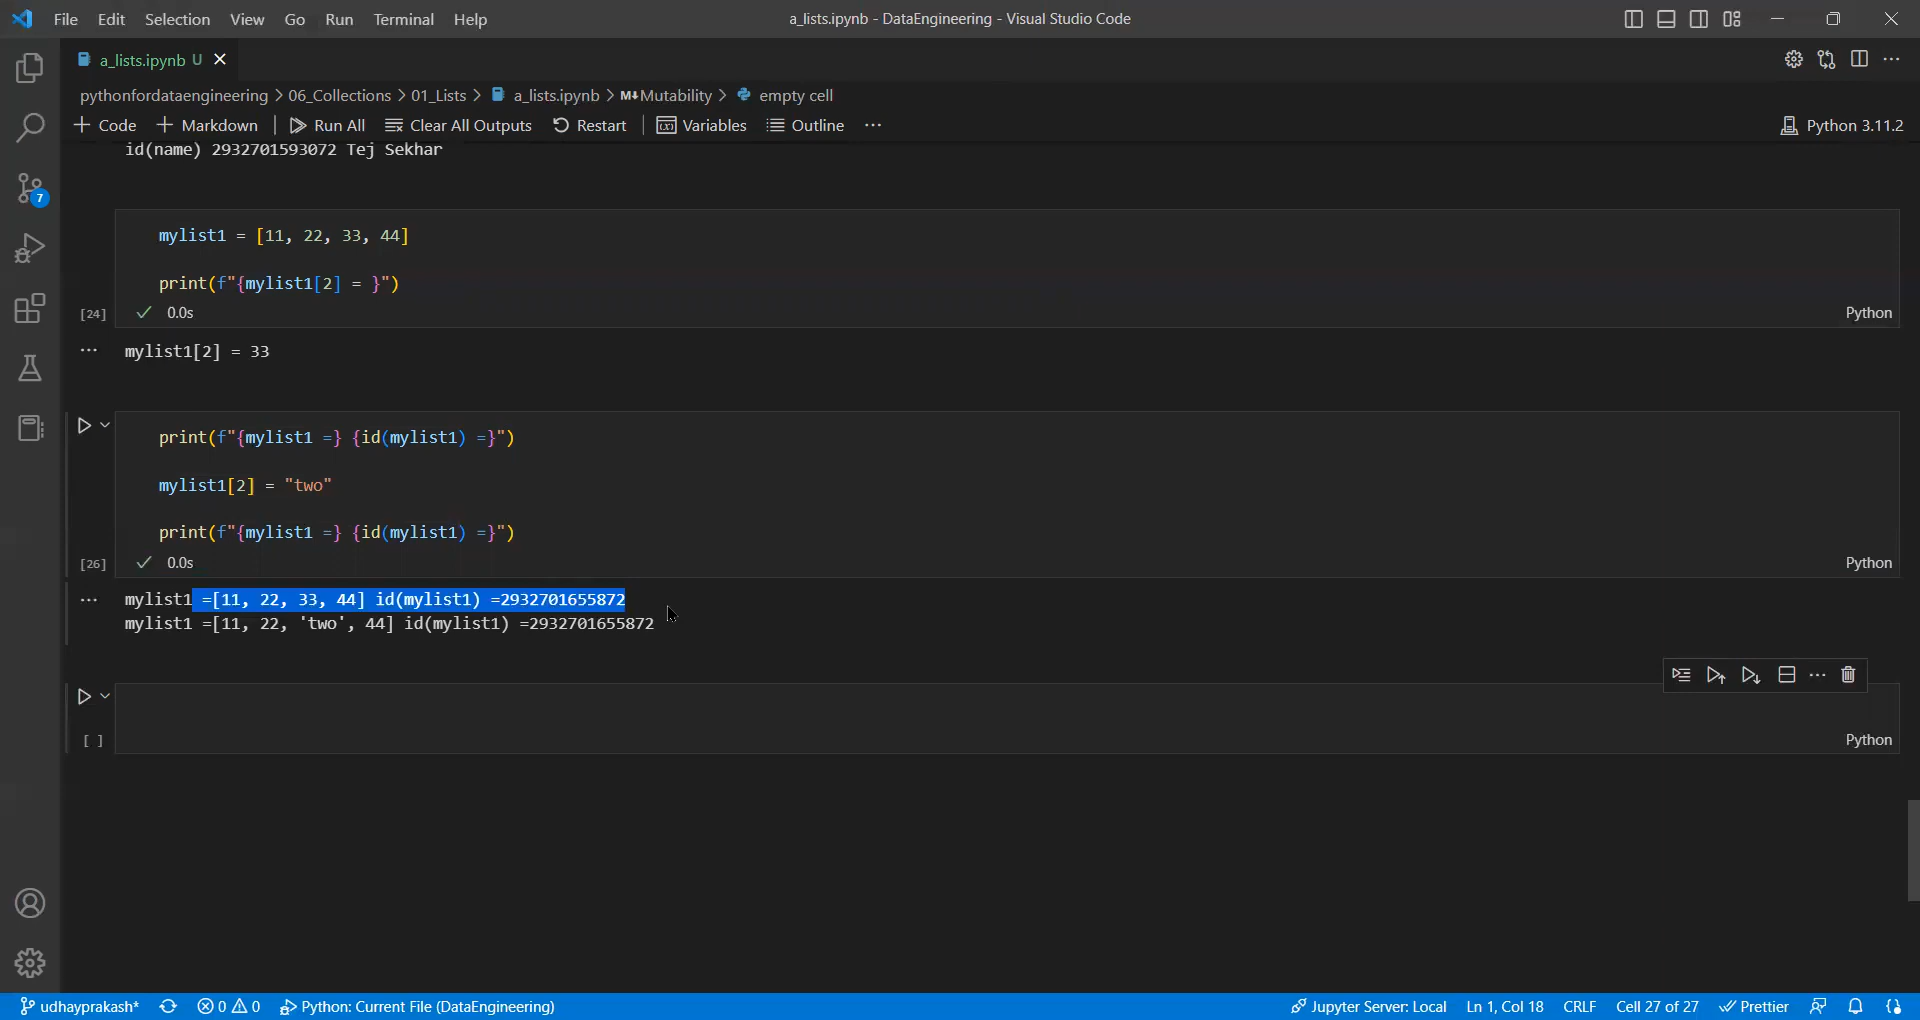 File Edit Selection View Go Run Terminal Help a_lists.ipynb - DataEngineering - Visual Studio Code
a_lists.ipynb U
pythonfordataengineering > 06_Collections > 01_Lists > a_lists.ipynb > M↓Mutability > empty cell
+ Code + Markdown Run All Clear All Outputs Restart Variables Outline ... Python 3.11.2
id(name) 2932701593072 Tej Sekhar
mylist1 = [11, 22, 33, 44]
print(f"{mylist1[2] = }")
[24] 0.0s Python
... mylist1[2] = 33
print(f"{mylist1 =} {id(mylist1) =}")
mylist1[2] = "two"
print(f"{mylist1 =} {id(mylist1) =}")
[26] 0.0s Python
... mylist1 =[11, 22, 33, 44] id(mylist1) =2932701655872
mylist1 =[11, 22, 'two', 44] id(mylist1) =2932701655872
[ ] Python
7
udhayprakash* 0 0 Python: Current File (DataEngineering) Jupyter Server: Local Ln 1, Col 18 CRLF Cell 27 of 27 Prettier